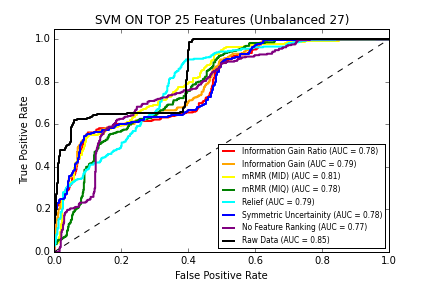 SVM ON TOP 25 Features (Unbalanced 27)
True Positive Rate
1.0
0.8
0.6
0.4
0.2
0.0
Information Gain Ratio (AUC = 0.78)
Information Gain (AUC = 0.79)
mRMR (MID) (AUC = 0.81)
mRMR (MIQ) (AUC = 0.78)
Relief (AUC = 0.79)
Symmetric Uncertainity (AUC = 0.78)
No Feature Ranking (AUC = 0.77)
Raw Data (AUC = 0.85)
0.0 0.2 0.4 0.6 0.8 1.0
False Positive Rate